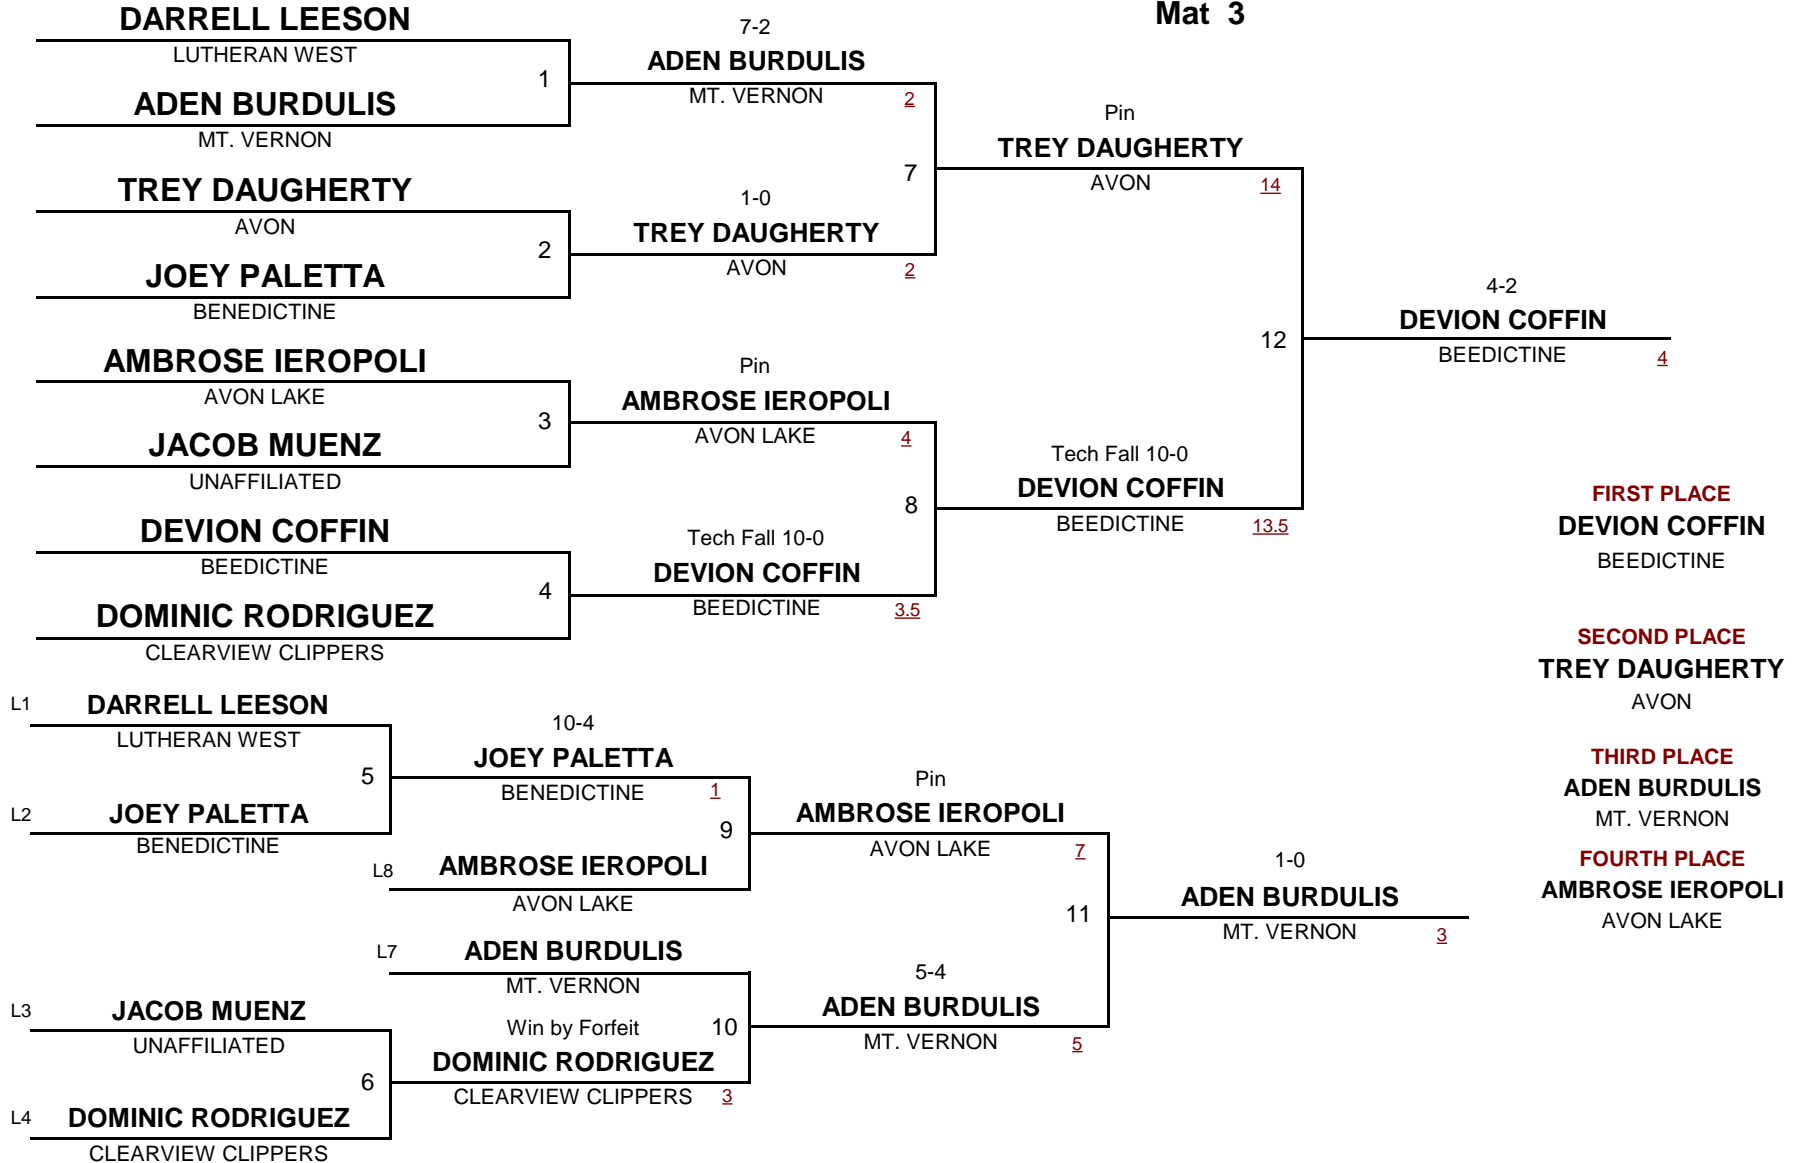 Mat 3
DARRELL LEESON
LUTHERAN WEST
1
ADEN BURDULIS
MT. VERNON
7-2
ADEN BURDULIS
MT. VERNON 2
TREY DAUGHERTY
AVON
2
JOEY PALETTA
BENEDICTINE
1-0
TREY DAUGHERTY
AVON 2
7
Pin
TREY DAUGHERTY
AVON 14
AMBROSE IEROPOLI
AVON LAKE
3
JACOB MUENZ
UNAFFILIATED
Pin
AMBROSE IEROPOLI
AVON LAKE 4
DEVION COFFIN
BEEDICTINE
4
DOMINIC RODRIGUEZ
CLEARVIEW CLIPPERS
Tech Fall 10-0
DEVION COFFIN
BEEDICTINE 3.5
8
Tech Fall 10-0
DEVION COFFIN
BEEDICTINE 13.5
12
4-2
DEVION COFFIN
BEEDICTINE 4
FIRST PLACE
DEVION COFFIN
BEEDICTINE
SECOND PLACE
TREY DAUGHERTY
AVON
THIRD PLACE
ADEN BURDULIS
MT. VERNON
FOURTH PLACE
AMBROSE IEROPOLI
AVON LAKE
L1 DARRELL LEESON
LUTHERAN WEST
5
L2 JOEY PALETTA
BENEDICTINE
10-4
JOEY PALETTA
BENEDICTINE 1
9
L8 AMBROSE IEROPOLI
AVON LAKE
Pin
AMBROSE IEROPOLI
AVON LAKE 7
L7 ADEN BURDULIS
MT. VERNON
L3 JACOB MUENZ
UNAFFILIATED
6
L4 DOMINIC RODRIGUEZ
CLEARVIEW CLIPPERS
Win by Forfeit 10
DOMINIC RODRIGUEZ
CLEARVIEW CLIPPERS 3
5-4
ADEN BURDULIS
MT. VERNON 5
11
1-0
ADEN BURDULIS
MT. VERNON 3